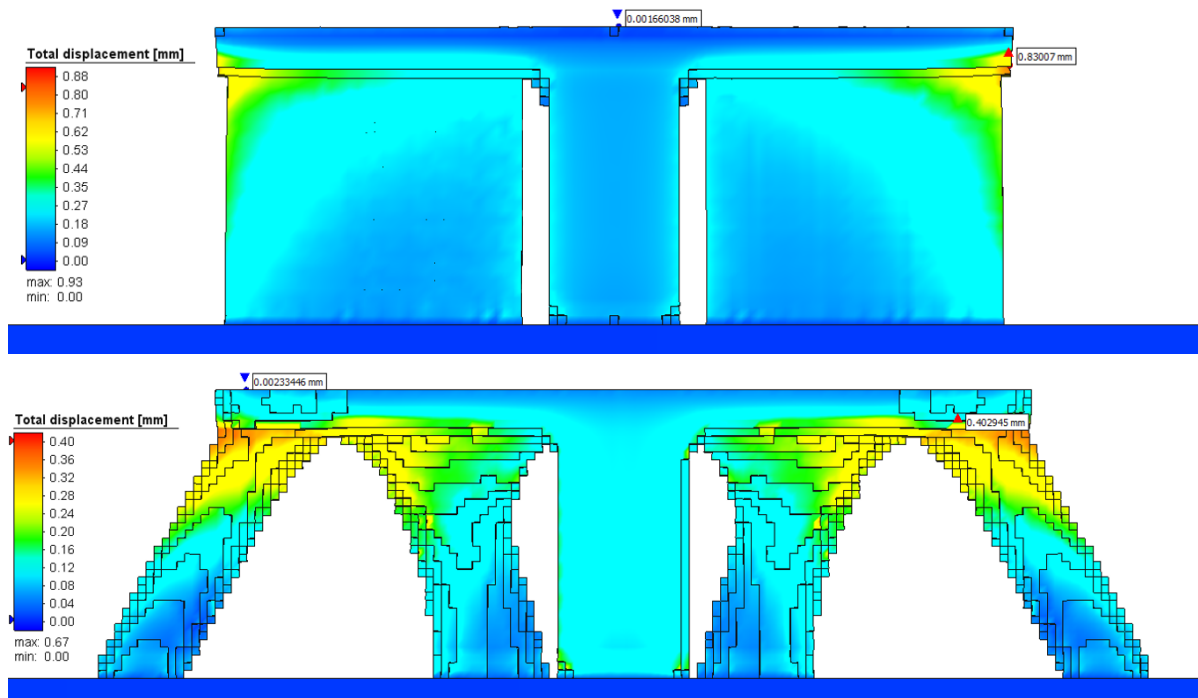 0.00166038 mm
Total displacement [mm]
0.83007 mm
0.88
0.80
0.71
0.62
0.53
0.44
0.35
0.27
0.18
0.09
0.00
max: 0.93
min: 0.00
0.00233446 mm
Total displacement [mm]
0.402945 mm
0.40
0.36
0.32
0.28
0.24
0.20
0.16
0.12
0.08
0.04
0.00
max: 0.67
min: 0.00